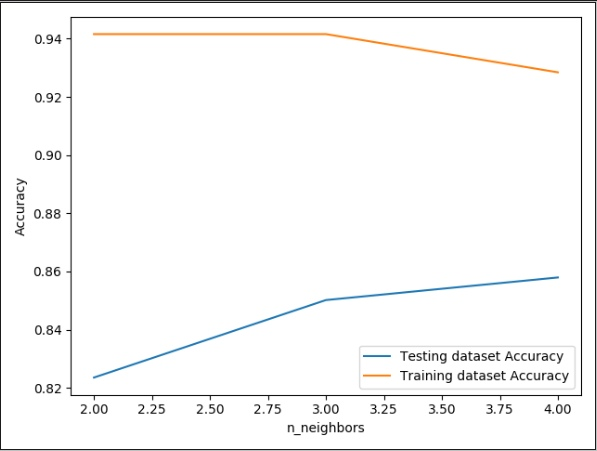 0.94
0.92
0.90
0.88
0.86
0.84
0.82
Accuracy
2.00 2.25 2.50 2.75 3.00 3.25 3.50 3.75 4.00
n_neighbors
Testing dataset Accuracy
Training dataset Accuracy